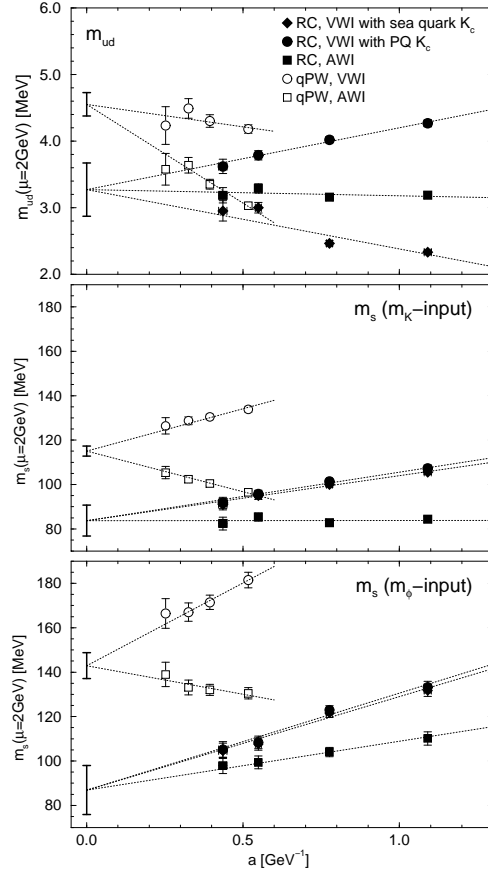 m_ud
RC, VWI with sea quark K_c
RC, VWI with PQ K_c
RC, AWI
qPW, VWI
qPW, AWI
m_ud(μ=2GeV) [MeV]
6.0
5.0
4.0
3.0
2.0
m_s (m_K−input)
m_s(μ=2GeV) [MeV]
180
160
140
120
100
80
m_s (m_ϕ−input)
m_s(μ=2GeV) [MeV]
180
160
140
120
100
80
0.0
0.5
1.0
a [GeV⁻¹]